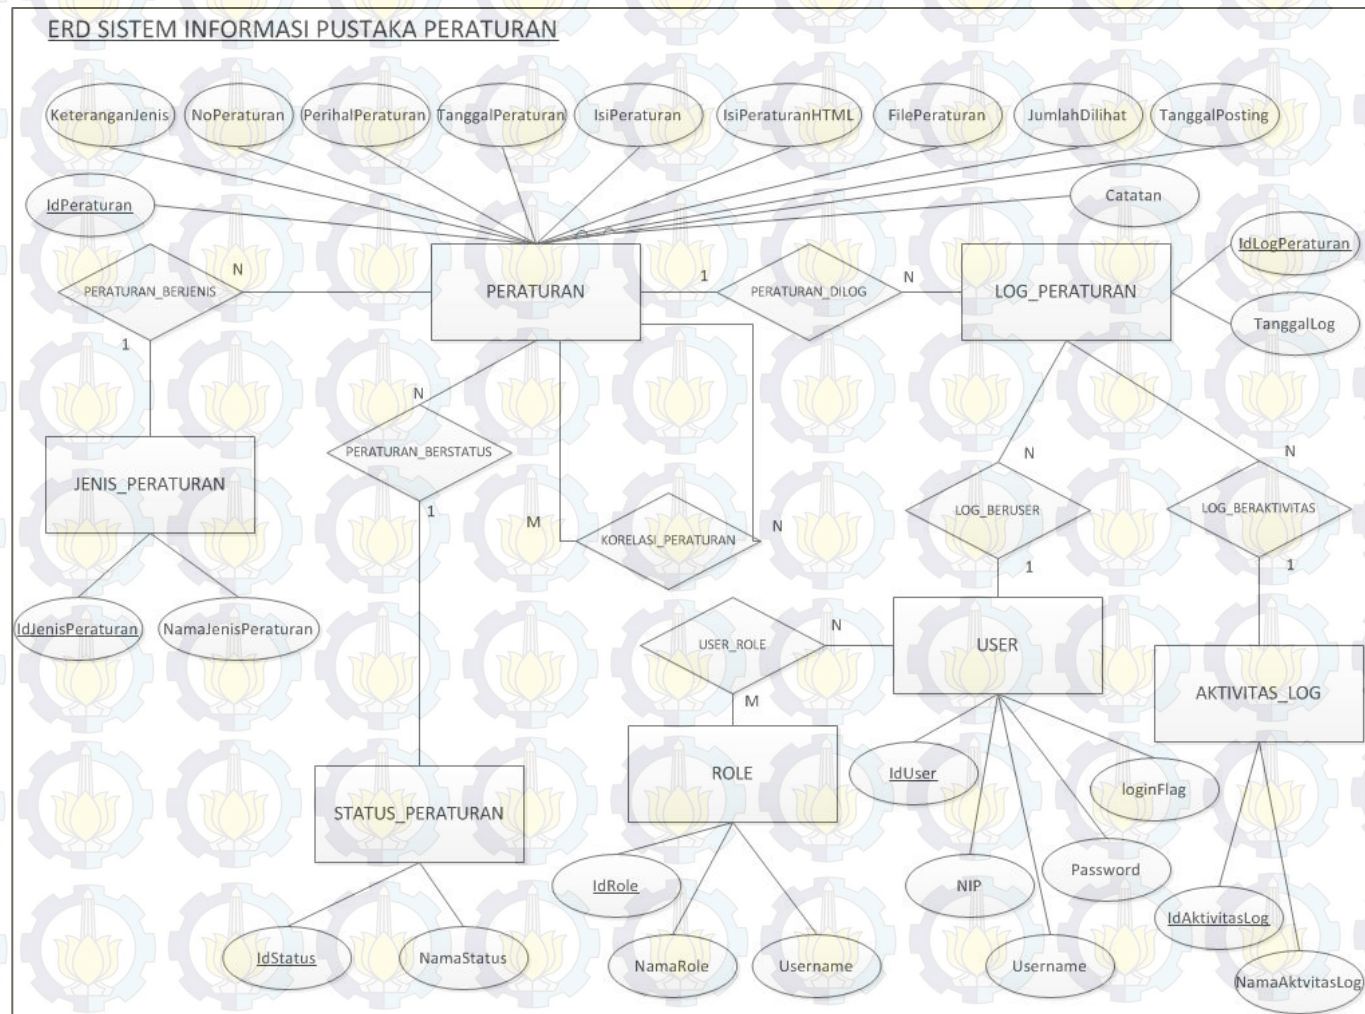 ERD SISTEM INFORMASI PUSTAKA PERATURAN
KeteranganJenis
NoPeraturan
PerihalPeraturan
TanggalPeraturan
IsiPeraturan
IsiPeraturanHTML
FilePeraturan
JumlahDilihat
TanggalPosting
IdPeraturan
Catatan
IdLogPeraturan
N
1
N
PERATURAN_BERJENIS
PERATURAN
PERATURAN_DILOG
LOG_PERATURAN
TanggalLog
1
N
PERATURAN_BERSTATUS
N
N
JENIS_PERATURAN
1
M
N
KORELASI_PERATURAN
LOG_BERUSER
LOG_BERAKTIVITAS
1
1
IdJenisPeraturan
NamaJenisPeraturan
N
USER_ROLE
USER
M
AKTIVITAS_LOG
ROLE
IdUser
loginFlag
STATUS_PERATURAN
IdRole
NIP
Password
IdAktivitasLog
IdStatus
NamaStatus
NamaRole
Username
Username
NamaAktvitasLog